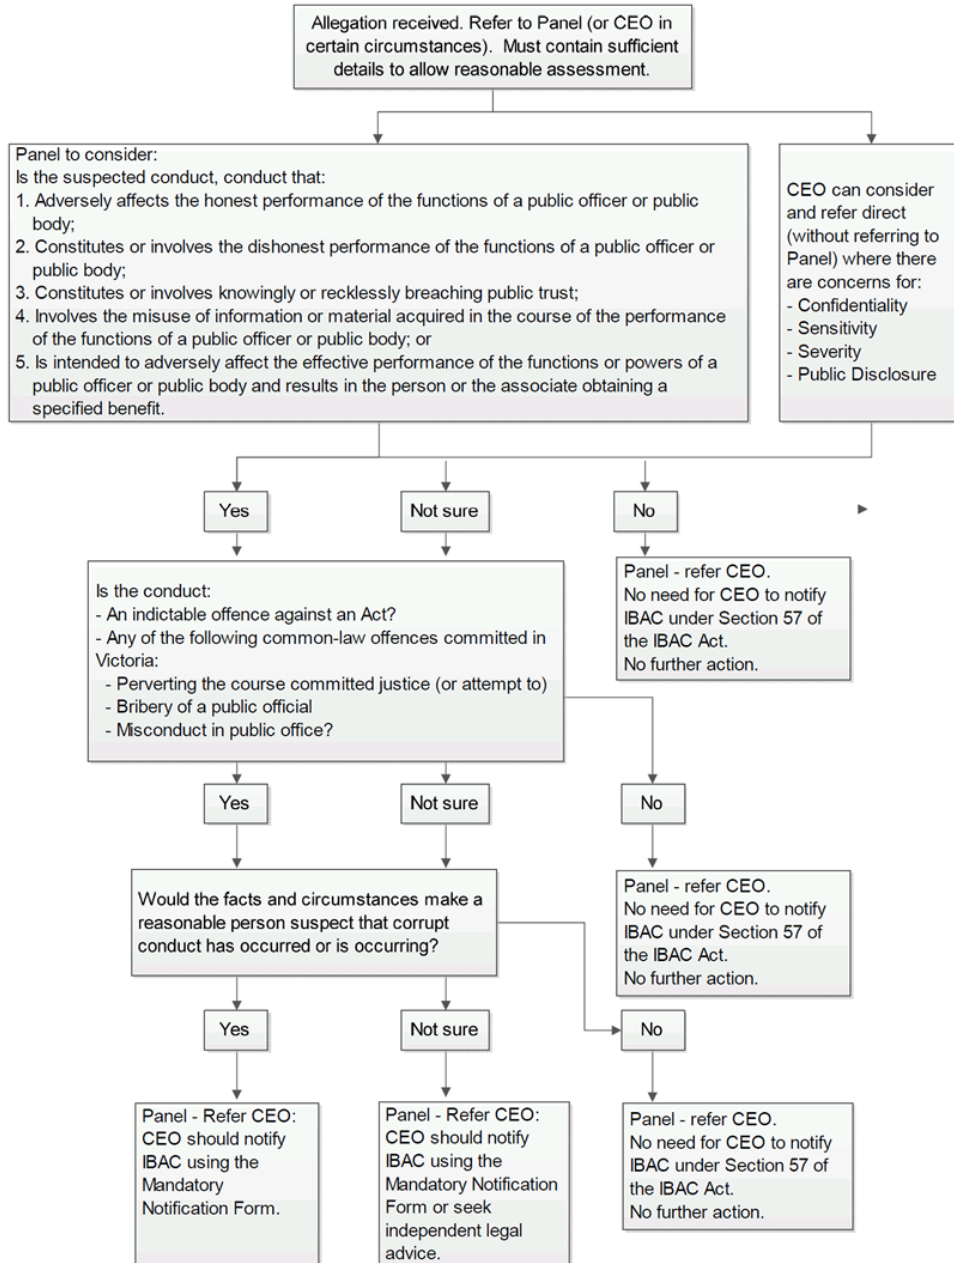 Allegation received. Refer to Panel (or CEO in
certain circumstances). Must contain sufficient
details to allow reasonable assessment.
Panel to consider:
Is the suspected conduct, conduct that:
1. Adversely affects the honest performance of the functions of a public officer or public
body;
2. Constitutes or involves the dishonest performance of the functions of a public officer or
public body;
3. Constitutes or involves knowingly or recklessly breaching public trust;
4. Involves the misuse of information or material acquired in the course of the performance
of the functions of a public officer or public body; or
5. Is intended to adversely affect the effective performance of the functions or powers of a
public officer or public body and results in the person or the associate obtaining a
specified benefit.
CEO can consider
and refer direct
(without referring to
Panel) where there
are concerns for:
- Confidentiality
- Sensitivity
- Severity
- Public Disclosure
Yes
Not sure
No
Is the conduct:
- An indictable offence against an Act?
- Any of the following common-law offences committed in
Victoria:
- Perverting the course committed justice (or attempt to)
- Bribery of a public official
- Misconduct in public office?
Panel - refer CEO.
No need for CEO to notify
IBAC under Section 57 of
the IBAC Act.
No further action.
Yes
Not sure
No
Would the facts and circumstances make a
reasonable person suspect that corrupt
conduct has occurred or is occurring?
Panel - refer CEO.
No need for CEO to notify
IBAC under Section 57 of
the IBAC Act.
No further action.
Yes
Not sure
No
Panel - Refer CEO:
CEO should notify
IBAC using the
Mandatory
Notification Form.
Panel - Refer CEO:
CEO should notify
IBAC using the
Mandatory Notification
Form or seek
independent legal
advice.
Panel - refer CEO.
No need for CEO to notify
IBAC under Section 57 of
the IBAC Act.
No further action.